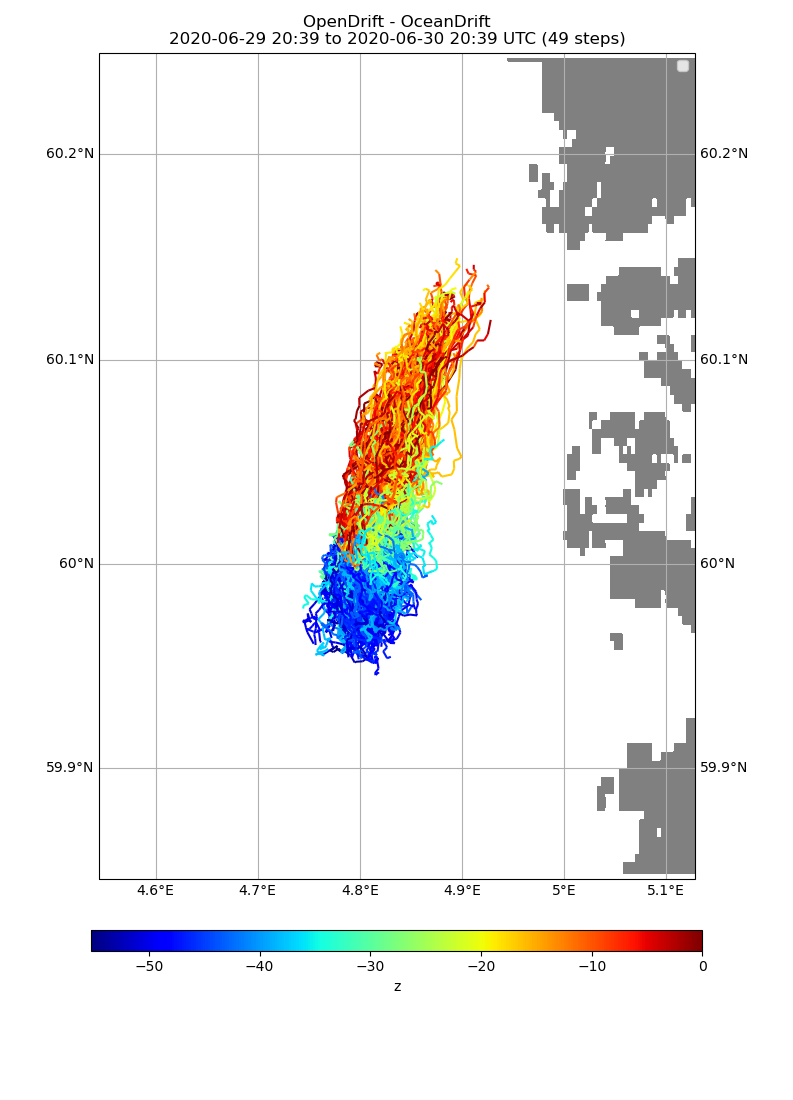 OpenDrift - OceanDrift
2020-06-29 20:39 to 2020-06-30 20:39 UTC (49 steps)
60.2°N 60.2°N
60.1°N 60.1°N
60°N 60°N
59.9°N 59.9°N
4.6°E 4.7°E 4.8°E 4.9°E 5°E 5.1°E
−50 −40 −30 −20 −10 0
z